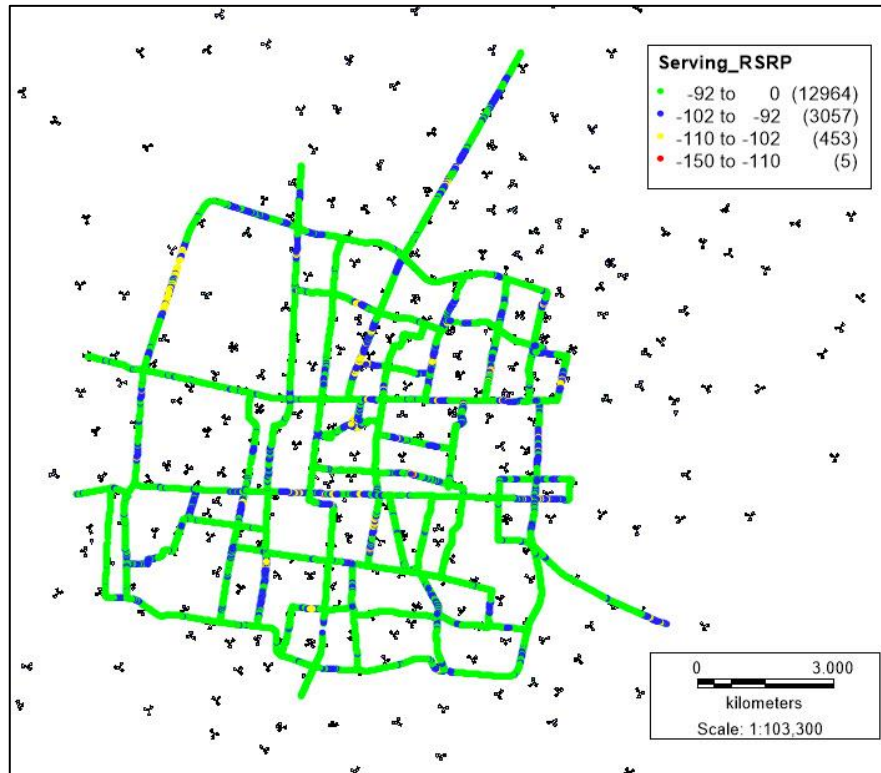 Serving_RSRP
-92 to 0 (12964)
-102 to -92 (3057)
-110 to -102 (453)
-150 to -110 (5)
0 3.000
kilometers
Scale: 1:103,300